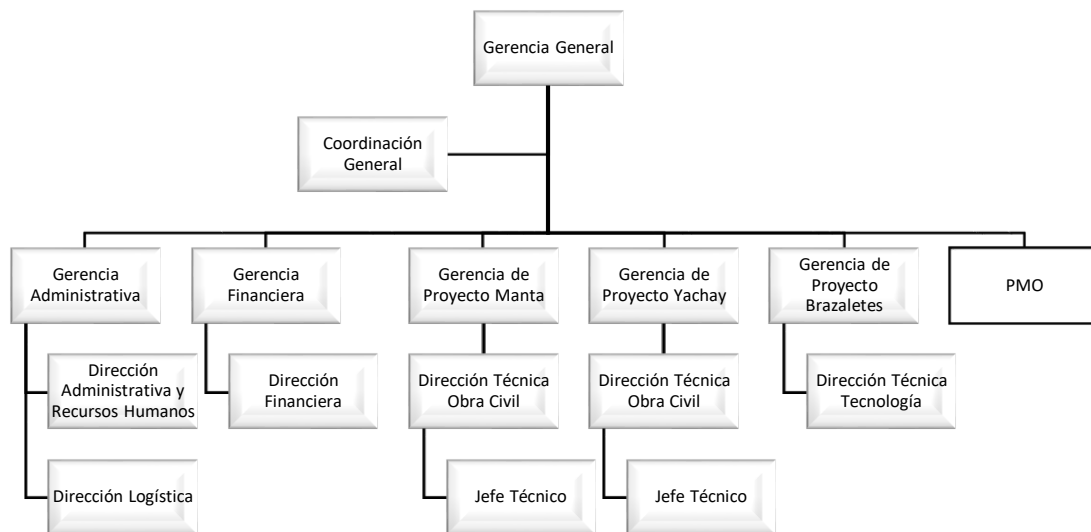 Gerencia General
Coordinación
General
Gerencia
Administrativa
Gerencia
Financiera
Gerencia de
Proyecto Manta
Gerencia de
Proyecto Yachay
Gerencia de
Proyecto
Brazaletes
PMO
Dirección
Administrativa y
Recursos Humanos
Dirección
Financiera
Dirección Técnica
Obra Civil
Dirección Técnica
Obra Civil
Dirección Técnica
Tecnología
Dirección Logística
Jefe Técnico
Jefe Técnico